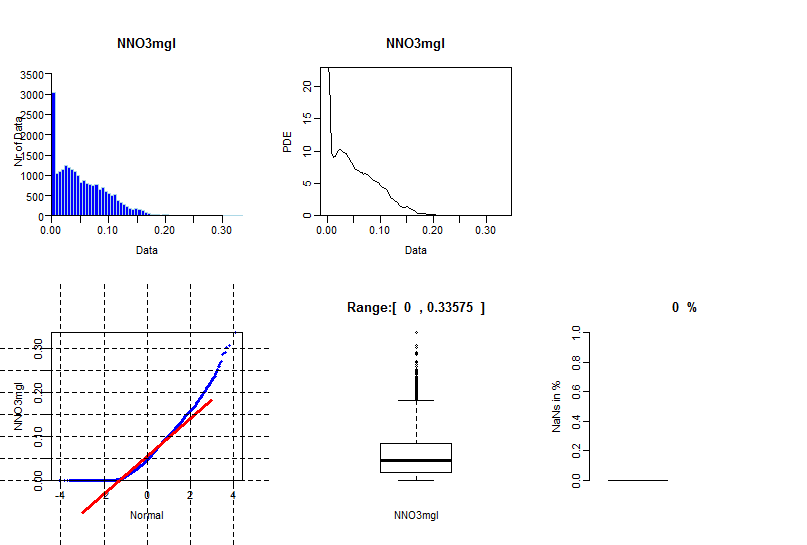 NNO3mgl
NNO3mgl
3500
3000
2500
2000
1500
1000
500
0
Nr of Data
0.00 0.10 0.20 0.30
Data
20
15
10
5
0
PDE
0.00 0.10 0.20 0.30
Data
Range:[ 0 , 0.33575 ]
0 %
0.30
0.20
0.10
0.00
NNO3mgl
-4 -2 0 2 4
Normal
NNO3mgl
1.0
0.8
0.6
0.4
0.2
0.0
NaNs in %